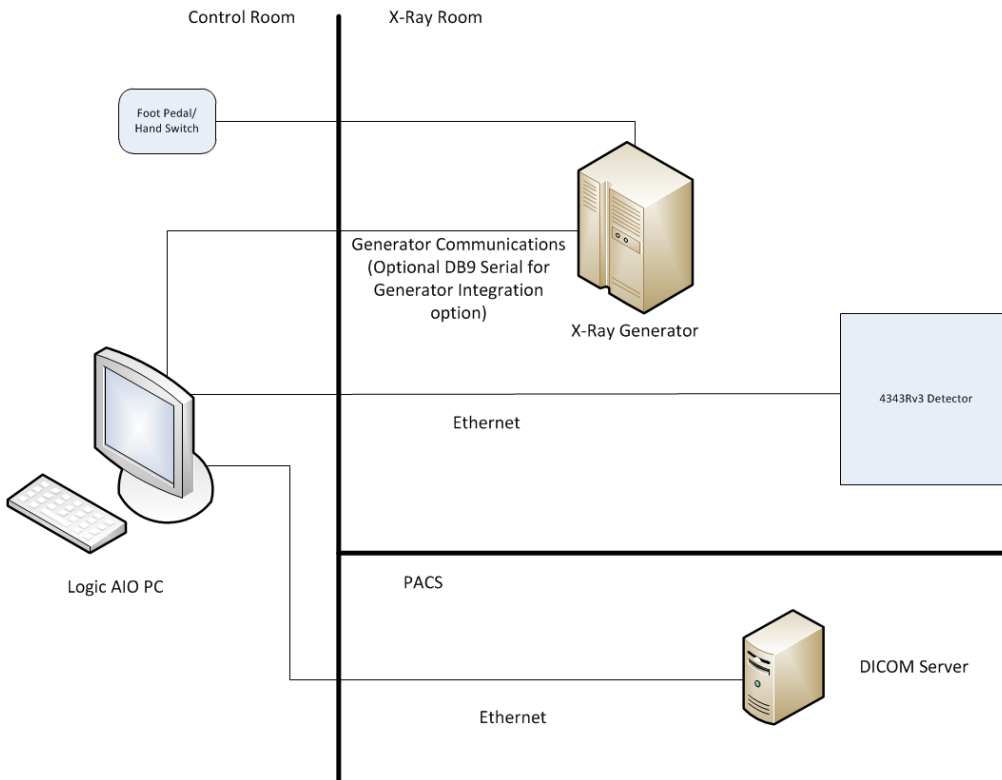 Control Room
X-Ray Room
Foot Pedal/
Hand Switch
Generator Communications
(Optional DB9 Serial for
Generator Integration
option)
X-Ray Generator
4343Rv3 Detector
Ethernet
Logic AIO PC
PACS
DICOM Server
Ethernet